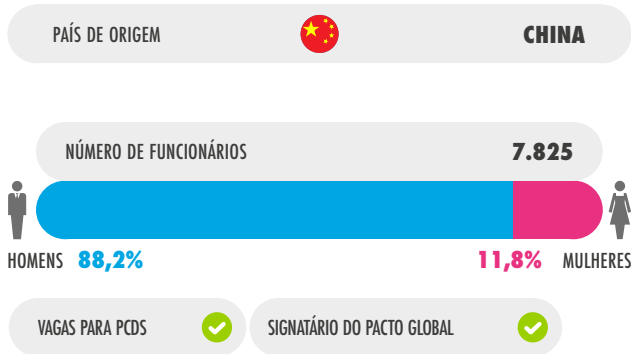 PAÍS DE ORIGEM CHINA
NÚMERO DE FUNCIONÁRIOS 7.825
HOMENS 88,2% 11,8% MULHERES
VAGAS PARA PCDS SIGNATÁRIO DO PACTO GLOBAL